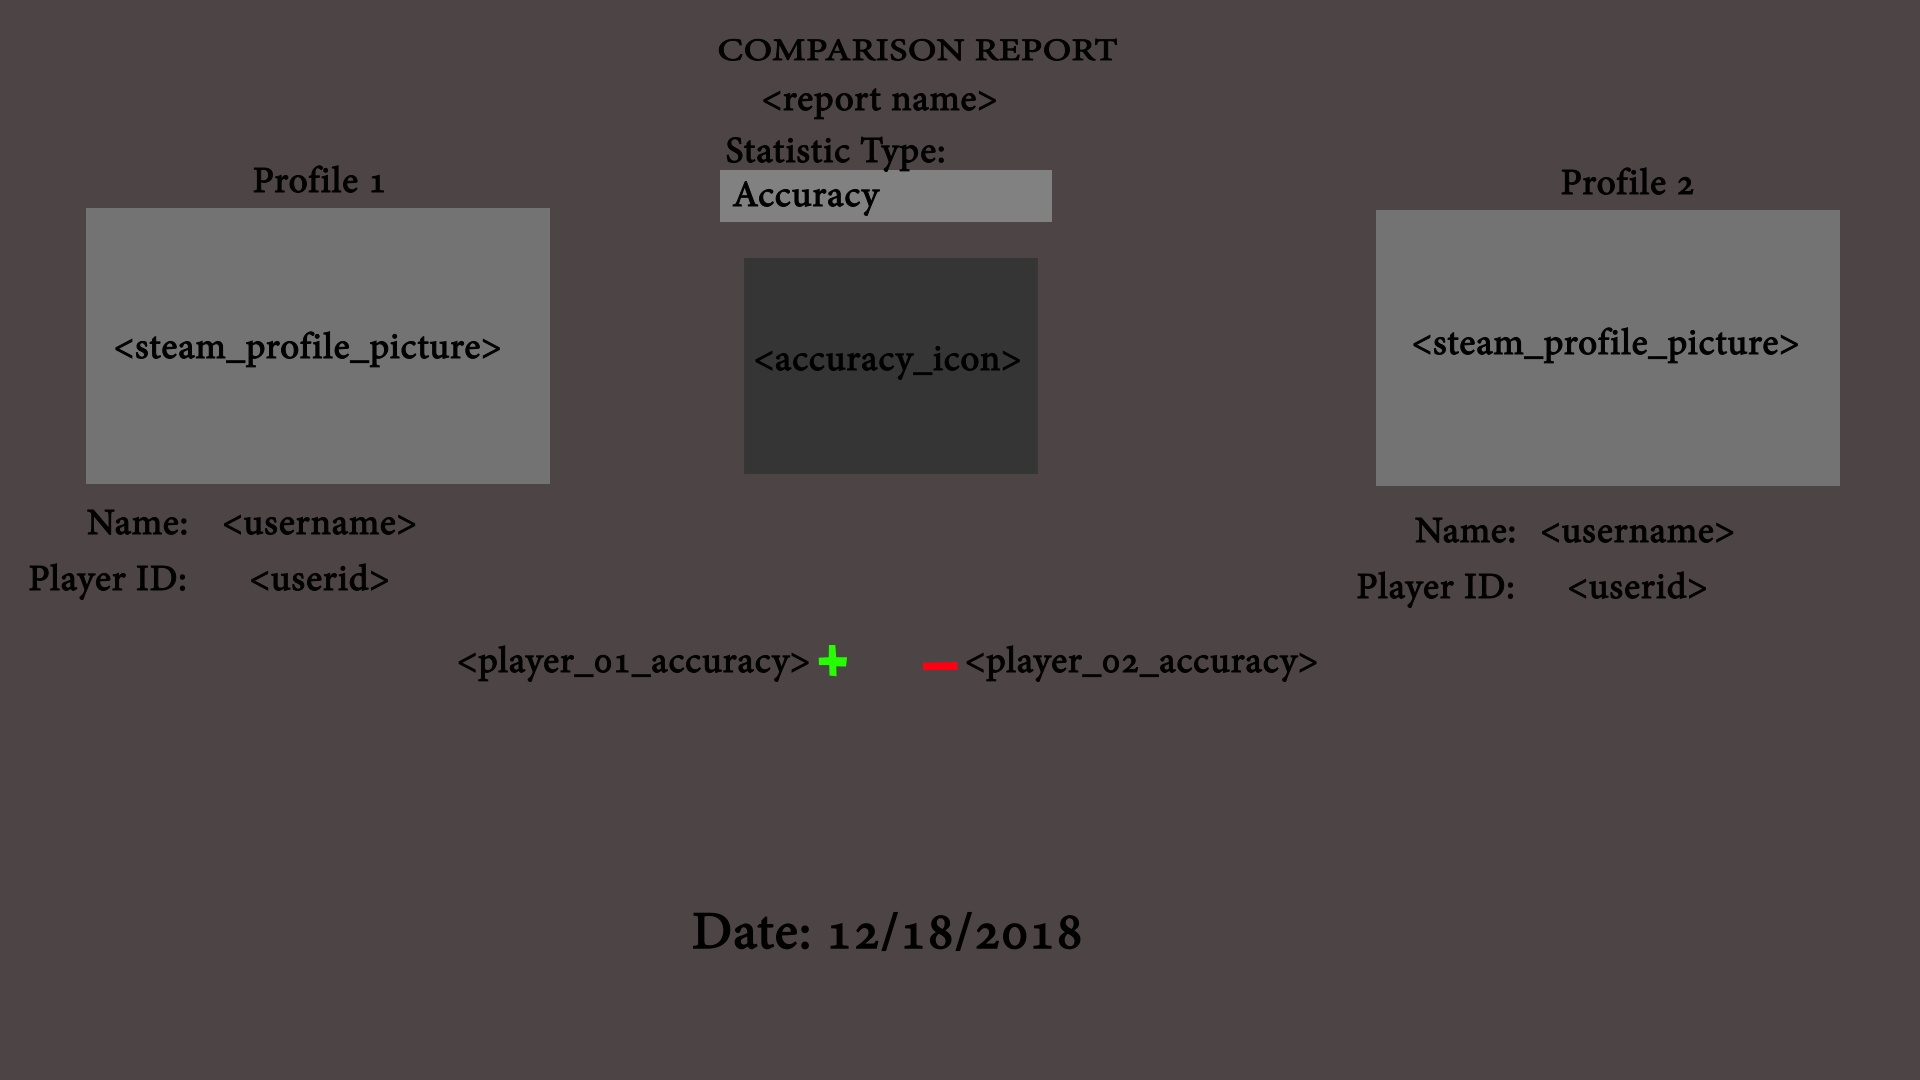 COMPARISON REPORT
<report name>
Statistic Type:
Accuracy
Profile 1
<steam_profile_picture>
Name: <username>
Player ID: <userid>
<accuracy_icon>
Profile 2
<steam_profile_picture>
Name: <username>
Player ID: <userid>
<player_01_accuracy> + − <player_02_accuracy>
Date: 12/18/2018